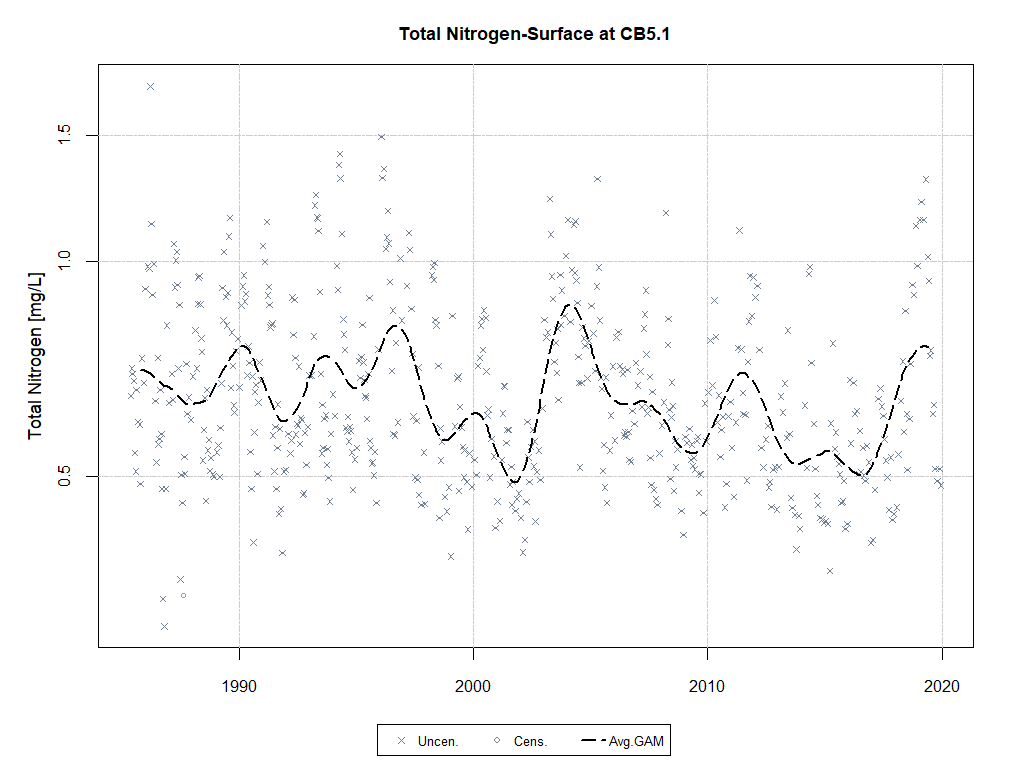 Total Nitrogen-Surface at CB5.1
Total Nitrogen [mg/L]
1.5
1.0
0.5
1990 2000 2010 2020
Uncen. Cens. Avg.GAM